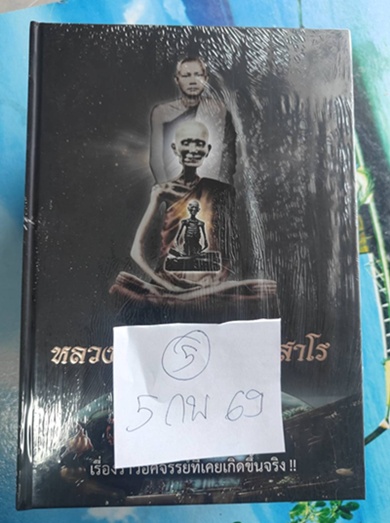 หลวง สาโร
๕
5 กพ 69
เรื่องราวอัศจรรย์ที่เคยเกิดขึ้นจริง !!